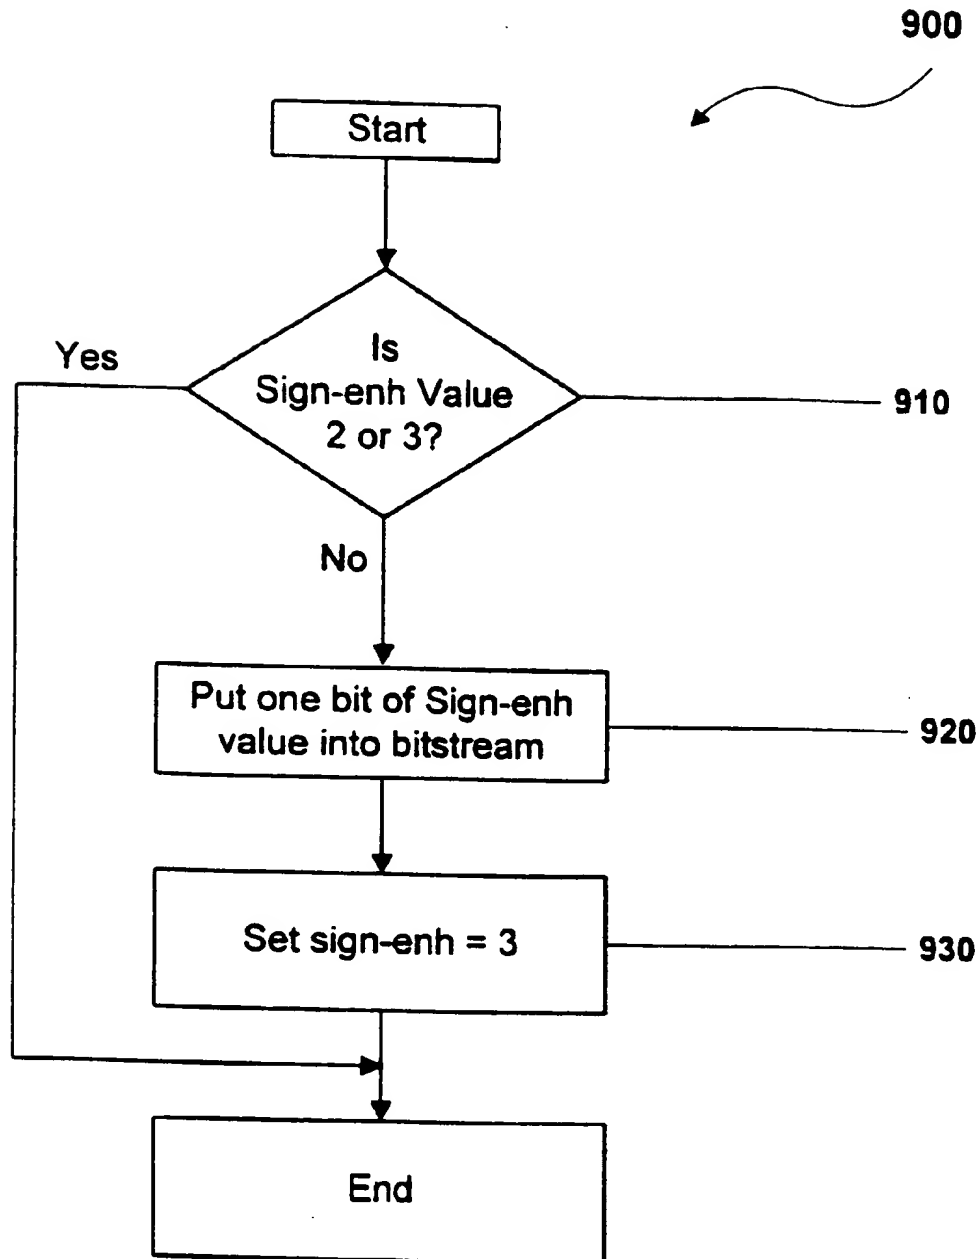 900
Start
Yes
Is
Sign-enh Value
2 or 3?
910
No
Put one bit of Sign-enh
value into bitstream
920
Set sign-enh = 3
930
End